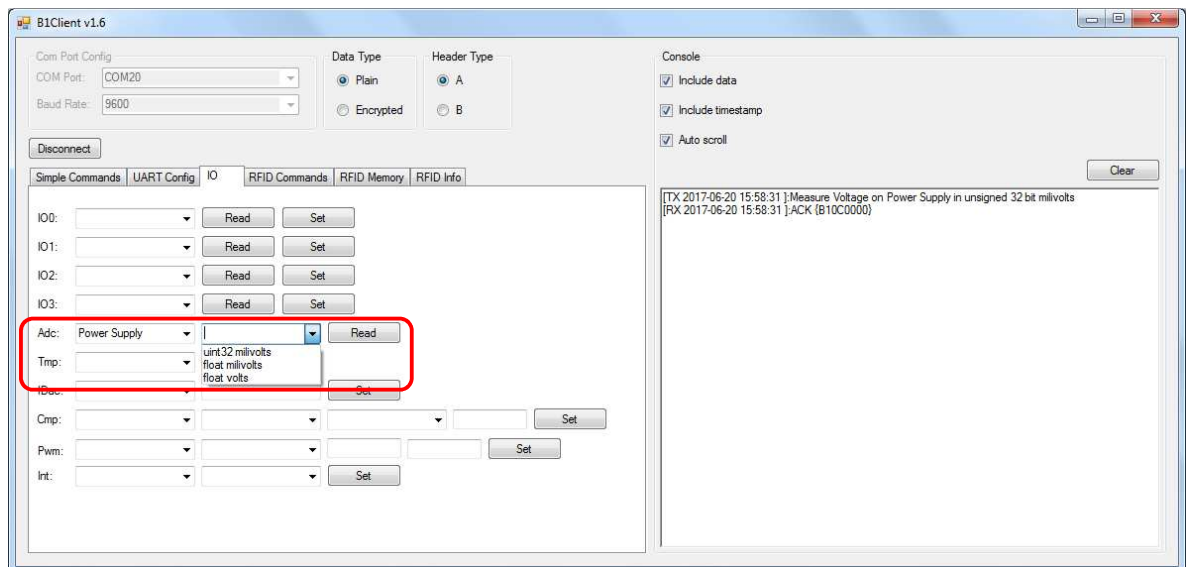 B1Client v1.6
Com Port Config
COM Port: COM20
Baud Rate: 9600
Data Type
Plain
Encrypted
Header Type
A
B
Disconnect
Simple Commands UART Config IO RFID Commands RFID Memory RFID Info
IO0: Read Set
IO1: Read Set
IO2: Read Set
IO3: Read Set
Adc: Power Supply Read
uint32 milivolts
float milivolts
float volts
Tmp:
IDac: Set
Cmp: Set
Pwm: Set
Int: Set
Console
Include data
Include timestamp
Auto scroll
Clear
[TX 2017-06-20 15:58:31 ]:Measure Voltage on Power Supply in unsigned 32 bit milivolts
[RX 2017-06-20 15:58:31 ]:ACK {B10C0000}